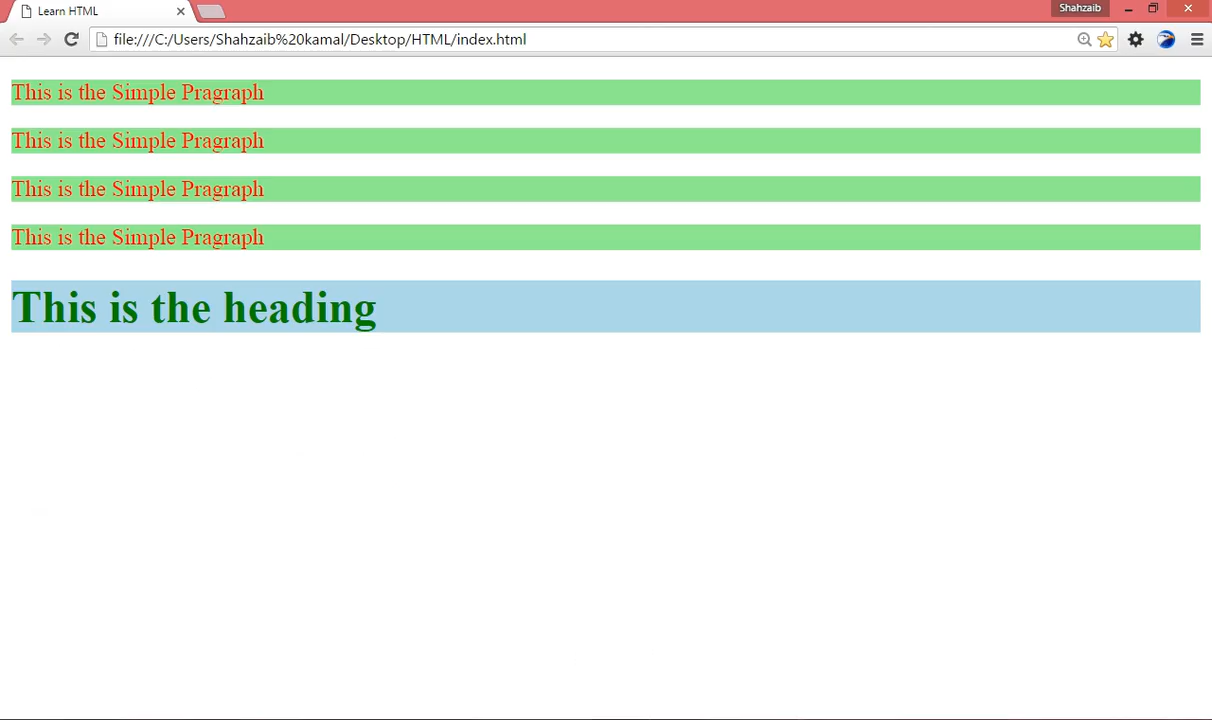 Learn HTML
Shahzaib
file:///C:/Users/Shahzaib%20kamal/Desktop/HTML/index.html
This is the Simple Pragraph
This is the Simple Pragraph
This is the Simple Pragraph
This is the Simple Pragraph
This is the heading